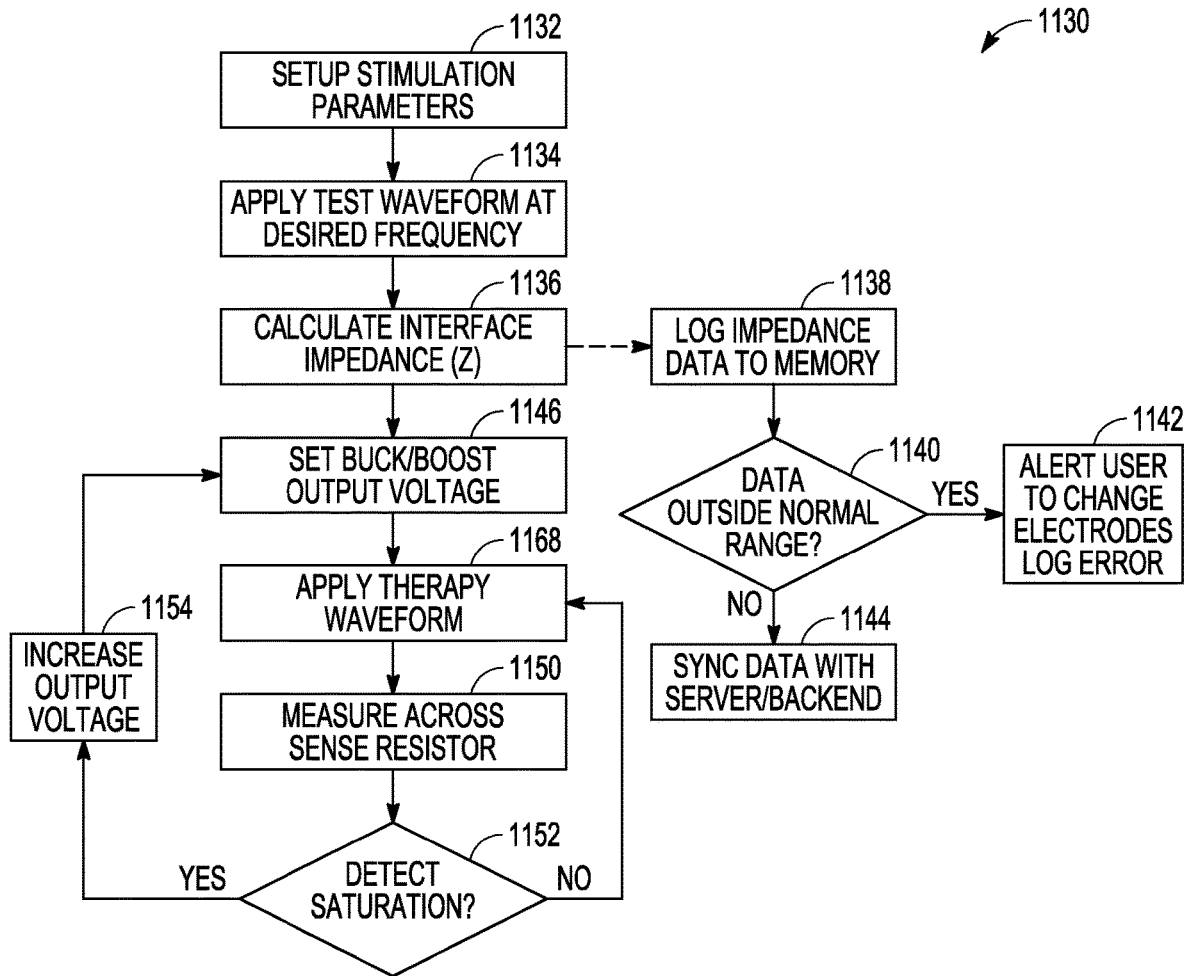 1130
1132
SETUP STIMULATION
PARAMETERS
1134
APPLY TEST WAVEFORM AT
DESIRED FREQUENCY
1136
CALCULATE INTERFACE
IMPEDANCE (Z)
1138
LOG IMPEDANCE
DATA TO MEMORY
1140
DATA
OUTSIDE NORMAL
RANGE?
YES
1142
ALERT USER
TO CHANGE
ELECTRODES
LOG ERROR
NO
1144
SYNC DATA WITH
SERVER/BACKEND
1146
SET BUCK/BOOST
OUTPUT VOLTAGE
1168
APPLY THERAPY
WAVEFORM
1150
MEASURE ACROSS
SENSE RESISTOR
1152
DETECT
SATURATION?
YES
NO
1154
INCREASE
OUTPUT
VOLTAGE